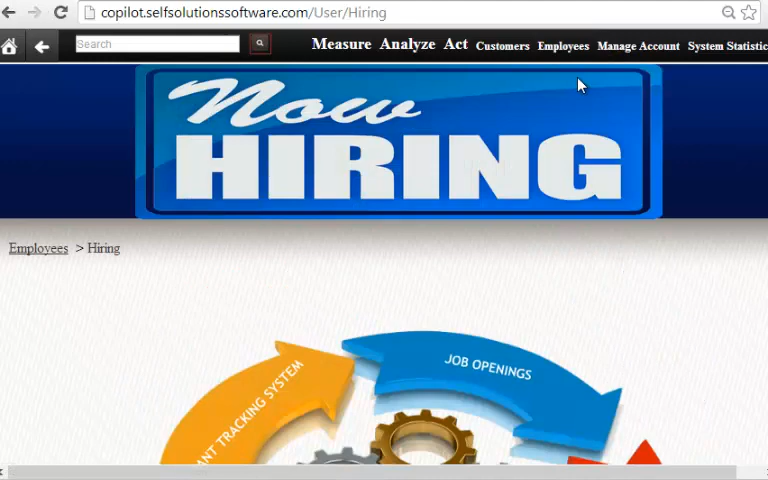 copilot.selfsolutionssoftware.com/User/Hiring
Search
Measure Analyze Act Customers Employees Manage Account System Statistic
Now
HIRING
Employees > Hiring
JOB OPENINGS
ANT TRACKING SYSTEM